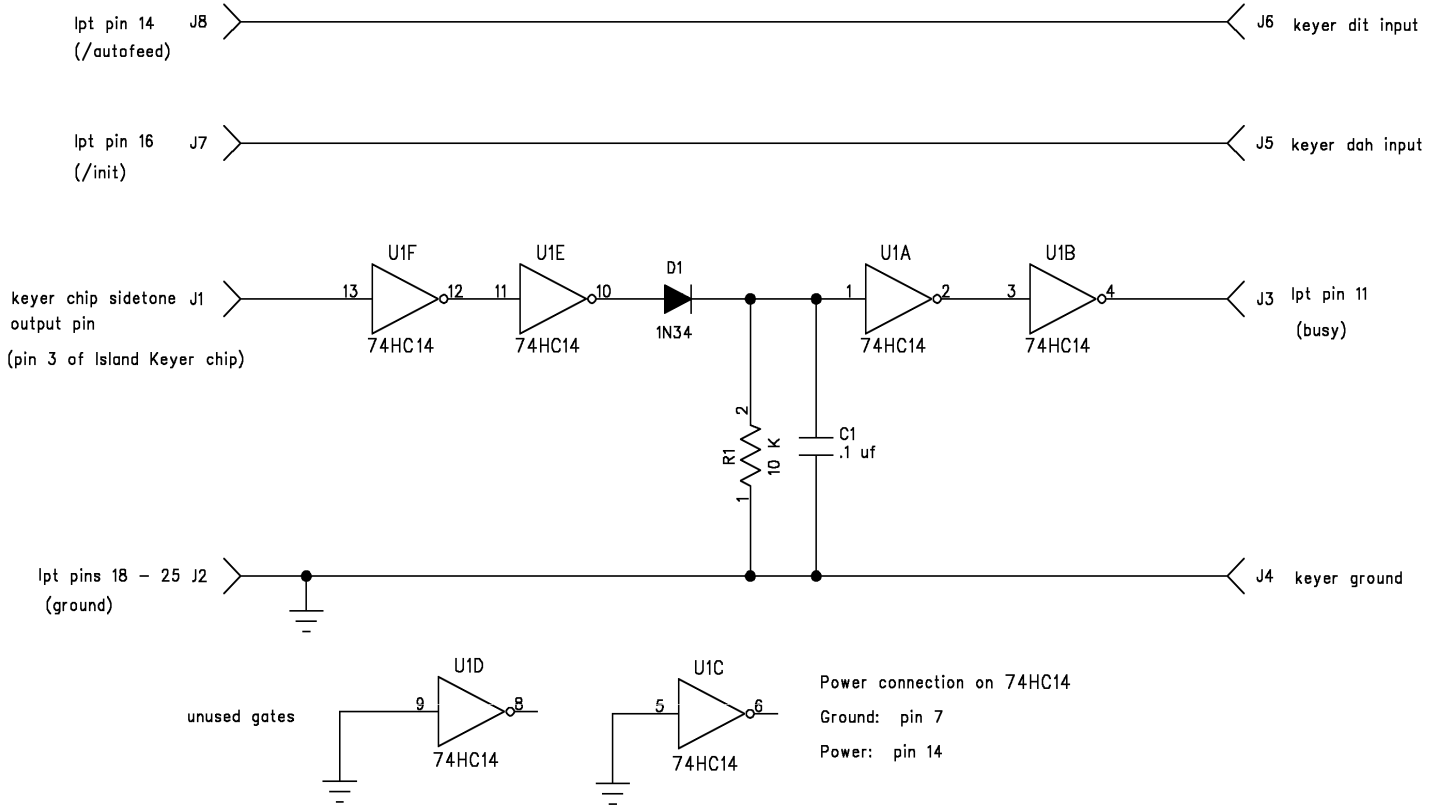 lpt pin 14 J8
(/autofeed)
J6 keyer dit input
lpt pin 16 J7
(/init)
J5 keyer dah input
U1F
U1E
D1
U1A
U1B
keyer chip sidetone J1
output pin
(pin 3 of Island Keyer chip)
13
12
11
10
1
2
3
4
J3 lpt pin 11
(busy)
74HC14
74HC14
1N34
74HC14
74HC14
2
R1
10 K
1
C1
.1 uf
lpt pins 18 - 25 J2
(ground)
J4 keyer ground
unused gates
U1D
9
8
74HC14
U1C
5
6
74HC14
Power connection on 74HC14
Ground: pin 7
Power: pin 14